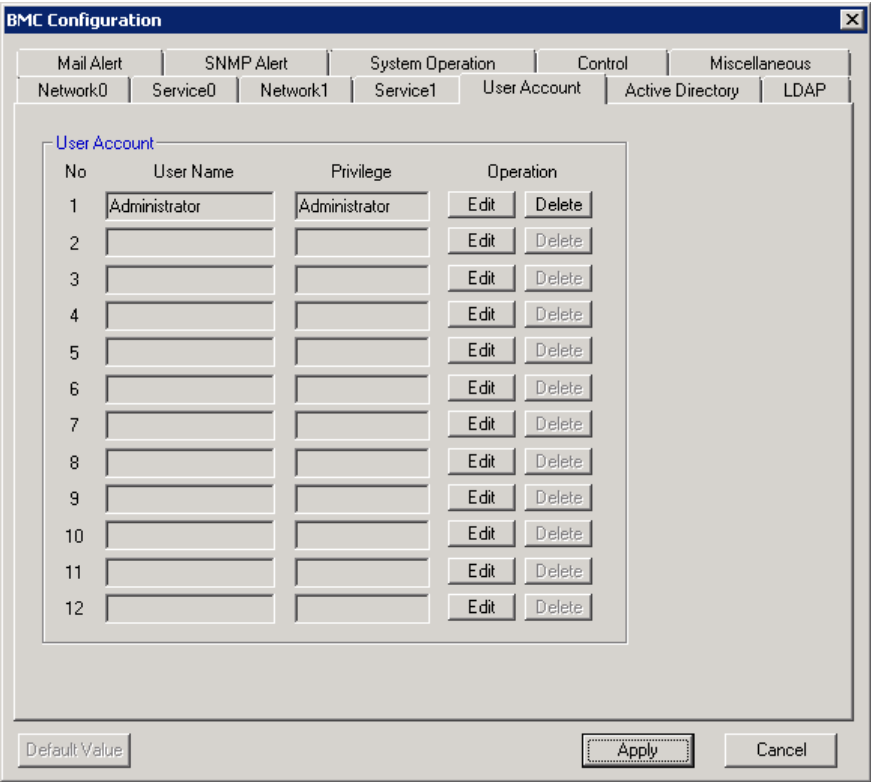 BMC Configuration
Mail Alert SNMP Alert System Operation Control Miscellaneous
Network0 Service0 Network1 Service1 User Account Active Directory LDAP
User Account
No User Name Privilege Operation
1 Administrator Administrator Edit Delete
2 Edit Delete
3 Edit Delete
4 Edit Delete
5 Edit Delete
6 Edit Delete
7 Edit Delete
8 Edit Delete
9 Edit Delete
10 Edit Delete
11 Edit Delete
12 Edit Delete
Default Value Apply Cancel